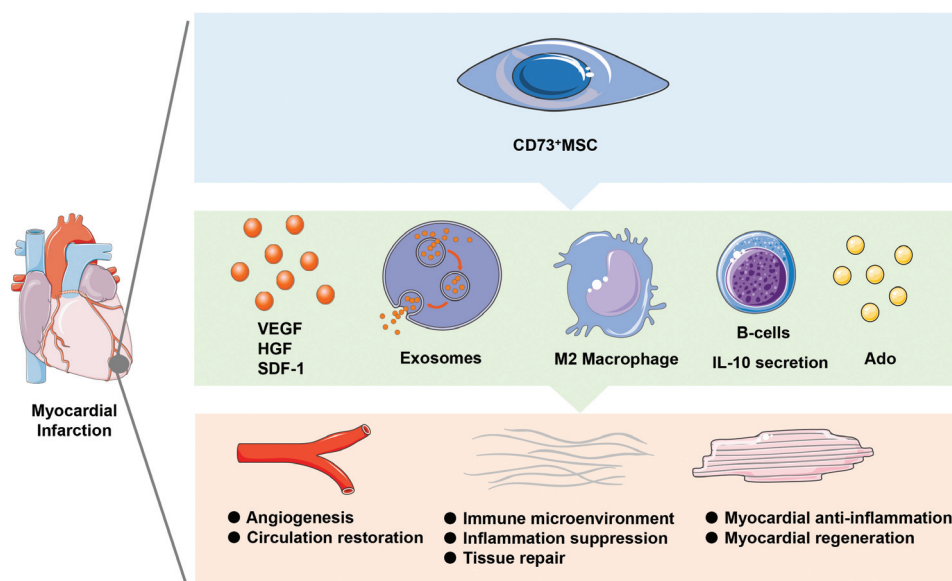 CD73⁺MSC
VEGF
HGF
SDF-1
Exosomes
M2 Macrophage
B-cells
IL-10 secretion
Ado
Myocardial
Infarction
● Angiogenesis
● Circulation restoration
● Immune microenvironment
● Inflammation suppression
● Tissue repair
● Myocardial anti-inflammation
● Myocardial regeneration